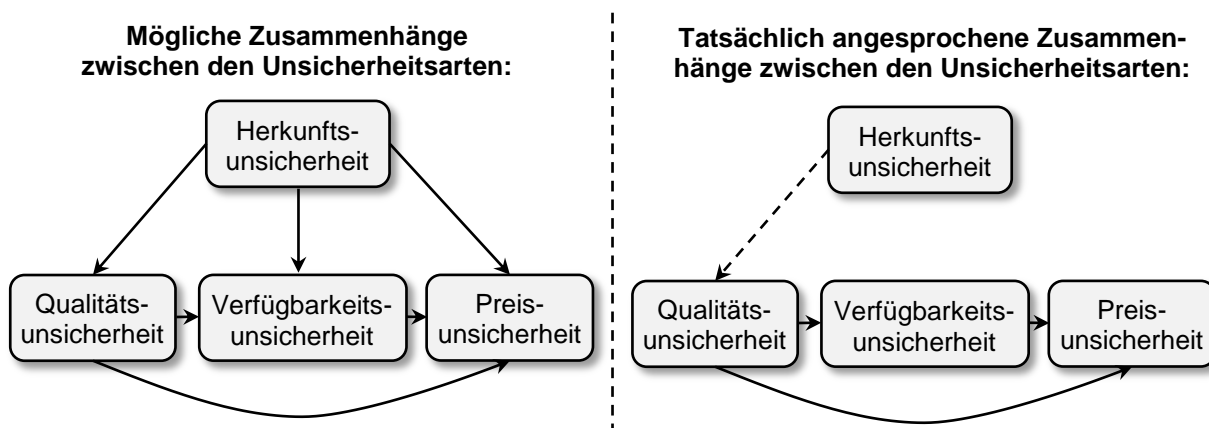 Mögliche Zusammenhänge
zwischen den Unsicherheitsarten:
Herkunfts-
unsicherheit
Qualitäts-
unsicherheit
Verfügbarkeits-
unsicherheit
Preis-
unsicherheit
Tatsächlich angesprochene Zusammen-
hänge zwischen den Unsicherheitsarten:
Herkunfts-
unsicherheit
Qualitäts-
unsicherheit
Verfügbarkeits-
unsicherheit
Preis-
unsicherheit